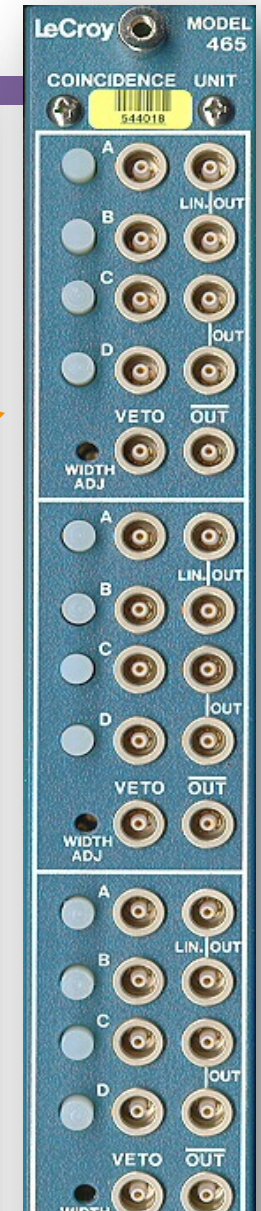 LeCroy MODEL
465
COINCIDENCE UNIT
544018
A
LIN. OUT
B
C
OUT
D
VETO OUT
WIDTH
ADJ
A
LIN. OUT
B
C
OUT
D
VETO OUT
WIDTH
ADJ
A
LIN. OUT
B
C
OUT
D
VETO OUT
WIDTH